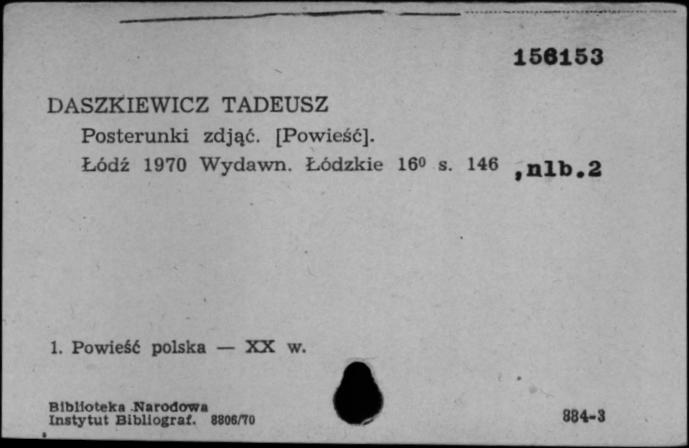 156153
DASZKIEWICZ TADEUSZ
Posterunki zdjąć. [Powieść].
Łódź 1970 Wydawn. Łódzkie 16⁰ s. 146 ,nlb.2
1. Powieść polska — XX w.
Biblioteka Narodowa
Instytut Bibliograf. 8806/70
884-3